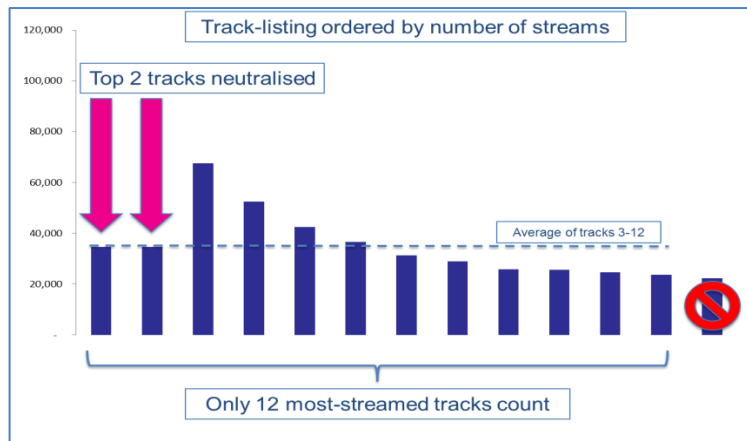 Track-listing ordered by number of streams
120,000
100,000
80,000
60,000
40,000
20,000
-
Top 2 tracks neutralised
Average of tracks 3-12
Only 12 most-streamed tracks count